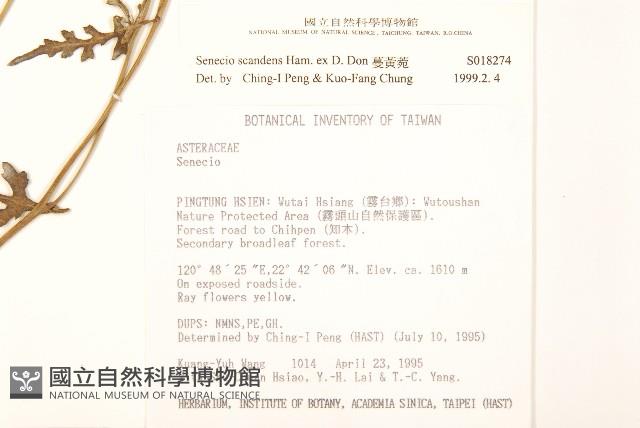 國立自然科學博物館
NATIONAL MUSEUM OF NATURAL SCIENCE, TAICHUNG, TAIWAN, R.O.CHINA
Senecio scandens Ham. ex D. Don 蔓黃菀 S018274
Det. by Ching-I Peng & Kuo-Fang Chung 1999.2. 4
BOTANICAL INVENTORY OF TAIWAN
ASTERACEAE
Senecio
PINGTUNG HSIEN: Wutai Hsiang (霧台鄉): Wutoushan
Nature Protected Area (霧頭山自然保護區).
Forest road to Chihpen (知本).
Secondary broadleaf forest.
120° 48´25 ″E,22° 42´06 ″N. Elev. ca. 1610 m
On exposed roadside.
Ray flowers yellow.
DUPS: NMNS,PE,GH.
Determined by Ching-I Peng (HAST) (July 10, 1995)
Kuang-Yuh Wang 1014 April 23, 1995
Hsiao, Y.-H. Lai & T.-C. Yang.
國立自然科學博物館
NATIONAL MUSEUM OF NATURAL SCIENCE
HERBARIUM, INSTITUTE OF BOTANY, ACADEMIA SINICA, TAIPEI (HAST)